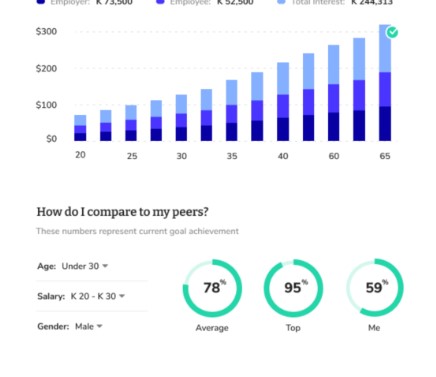 Employer: K 73,500 Employee: K 52,500 Total Interest: K 244,313
$300
$200
$100
$0
20 25 30 35 40 60 65
How do I compare to my peers?
These numbers represent current goal achievement
Age: Under 30
Salary: K 20 - K 30
Gender: Male
78% 95% 59%
Average Top Me